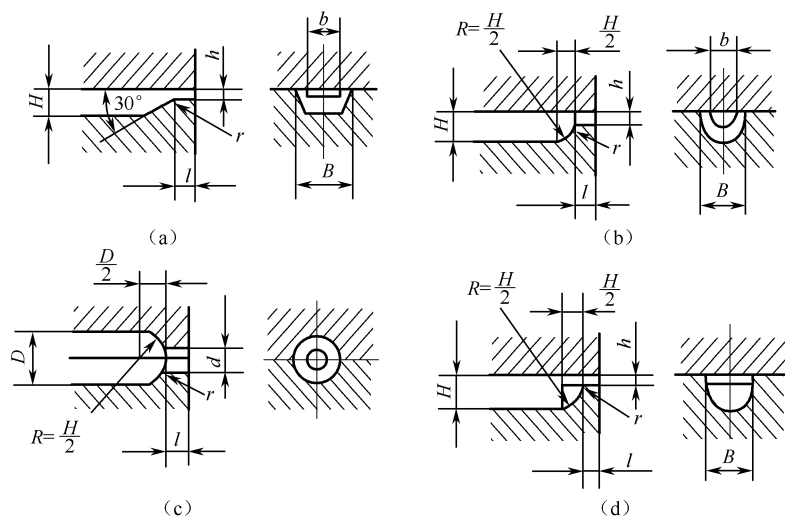 b
h
H
30°
r
l
B
（a）
R=H/2
H/2
b
h
H
r
l
B
（b）
D/2
D
d
r
R=H/2
l
（c）
R=H/2
H/2
h
H
r
l
B
（d）